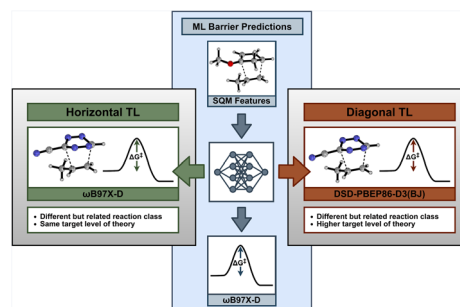 ML Barrier Predictions
SQM Features
Horizontal TL
ΔG‡
ωB97X-D
• Different but related reaction class
• Same target level of theory
Diagonal TL
ΔG‡
DSD-PBEP86-D3(BJ)
• Different but related reaction class
• Higher target level of theory
ΔG‡
ωB97X-D